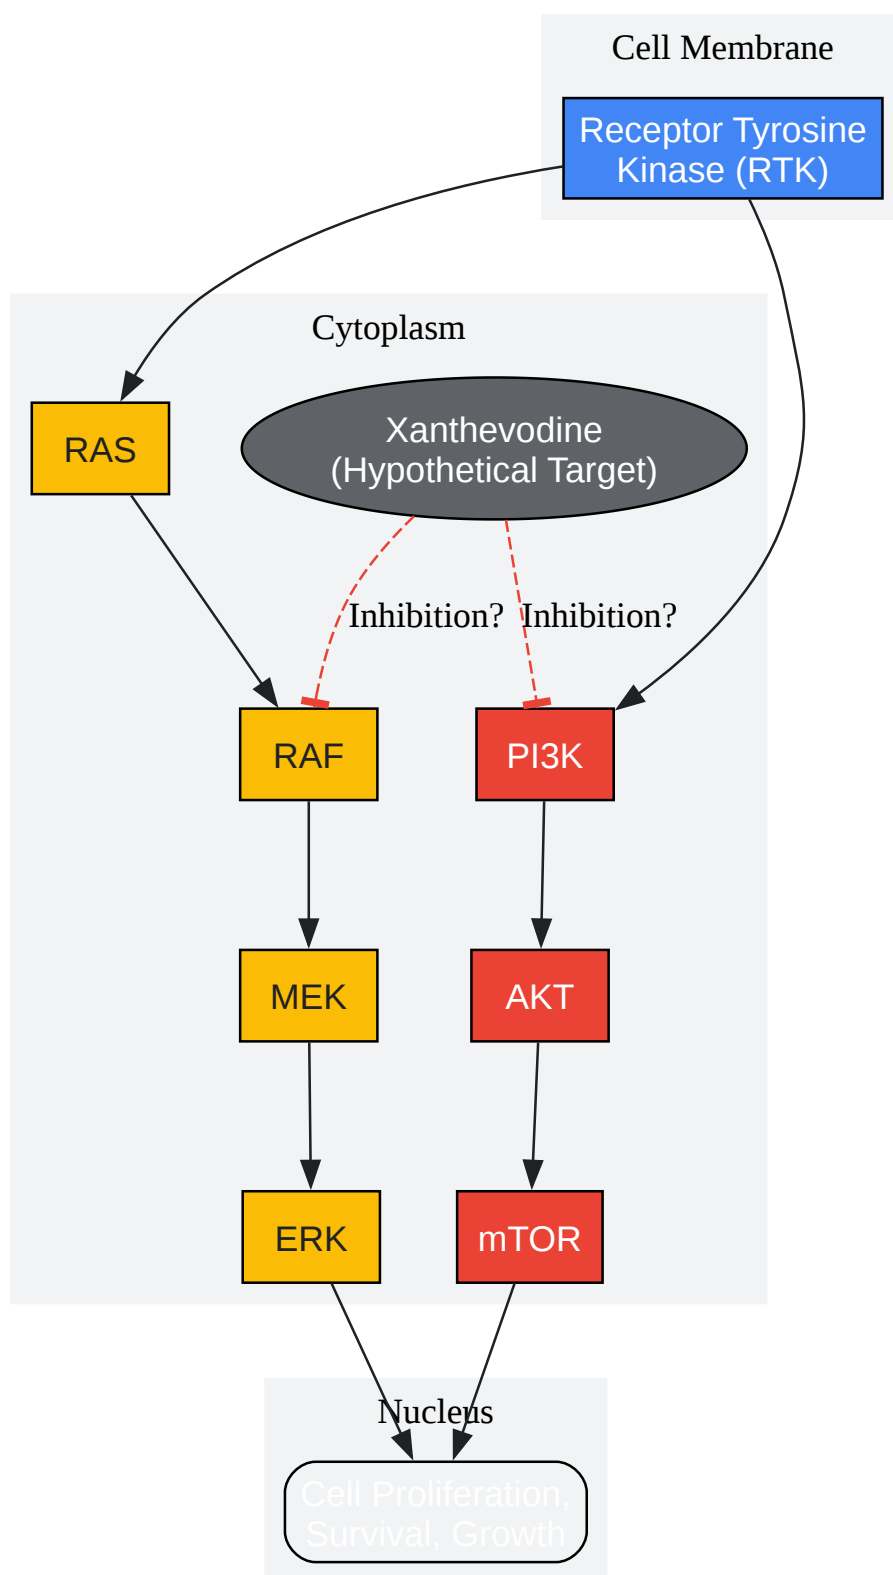 Cell Membrane
Receptor Tyrosine
Kinase (RTK)
Cytoplasm
RAS
Xanthevodine
(Hypothetical Target)
Inhibition?
Inhibition?
RAF
PI3K
MEK
AKT
ERK
mTOR
Nucleus
Cell Proliferation,
Survival, Growth